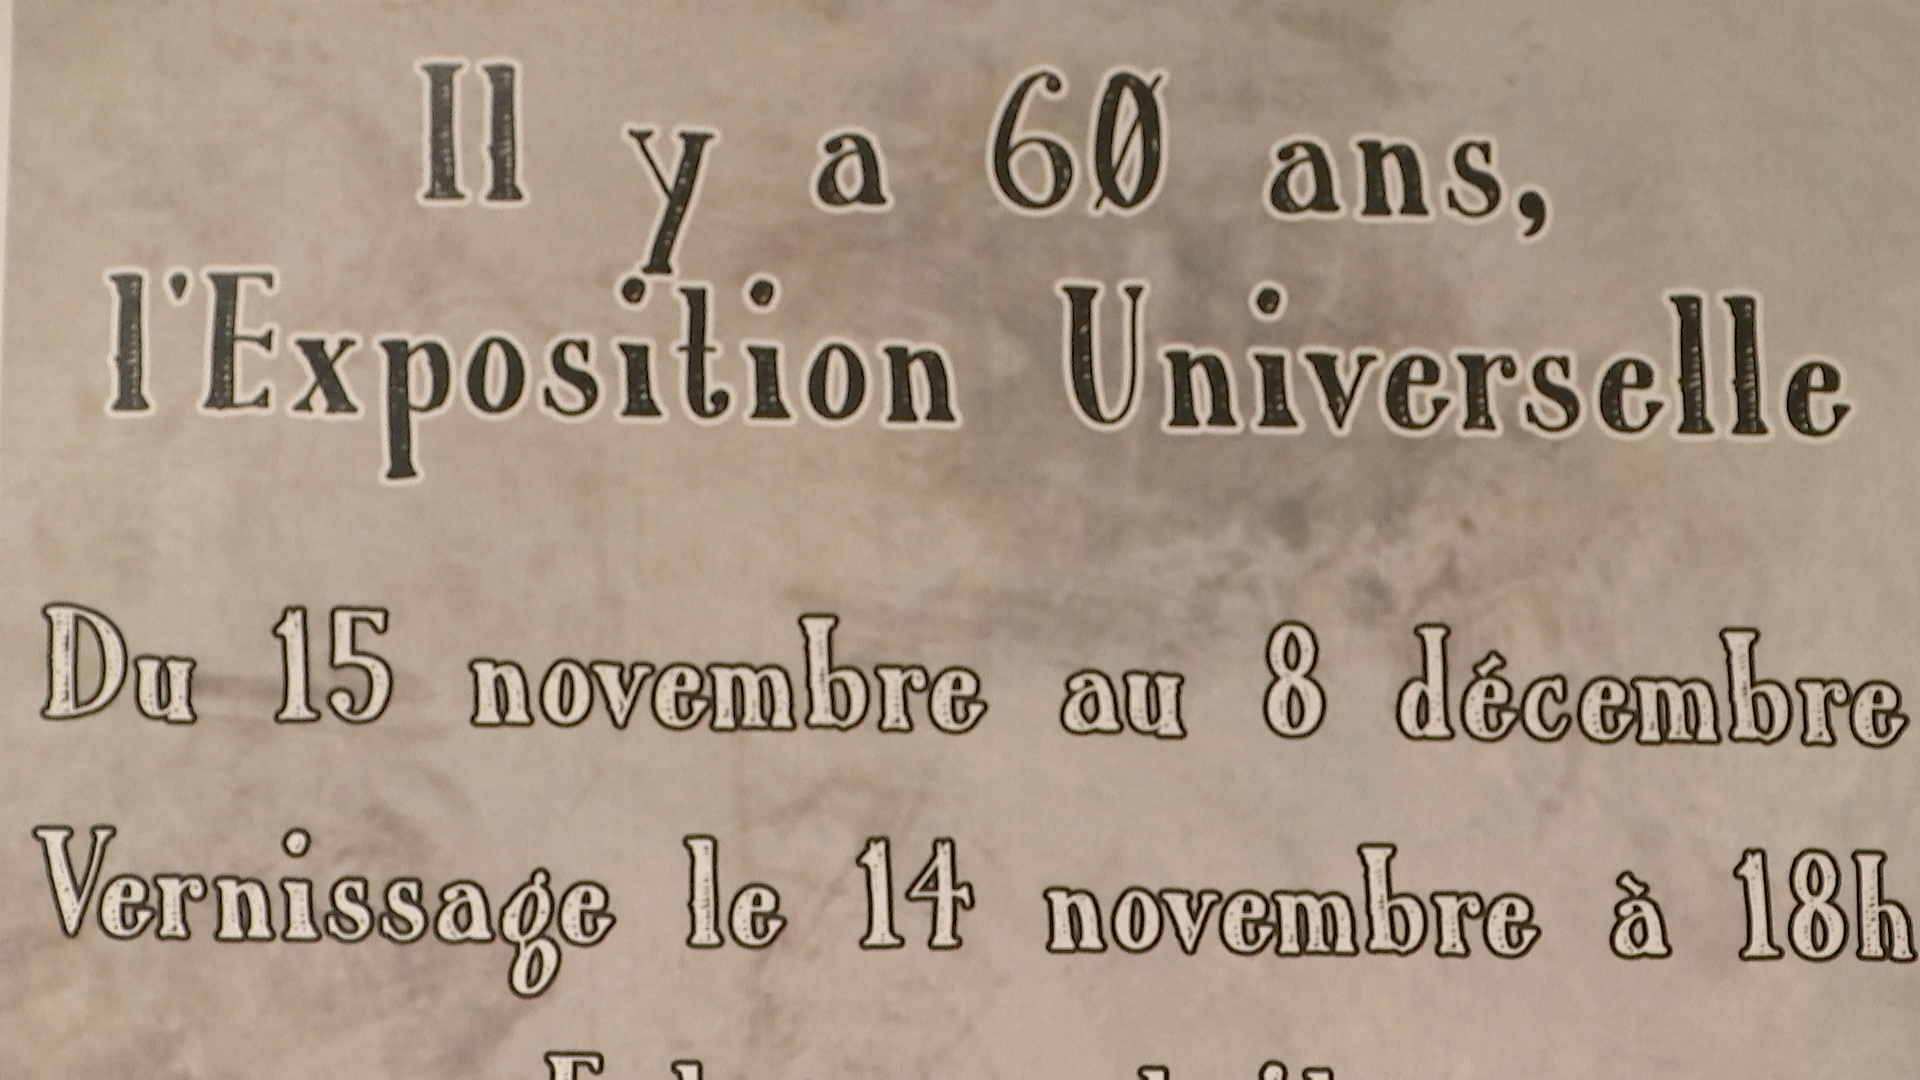 Il y a 60 ans,
l'Exposition Universelle
Du 15 novembre au 8 décembre
Vernissage le 14 novembre à 18h